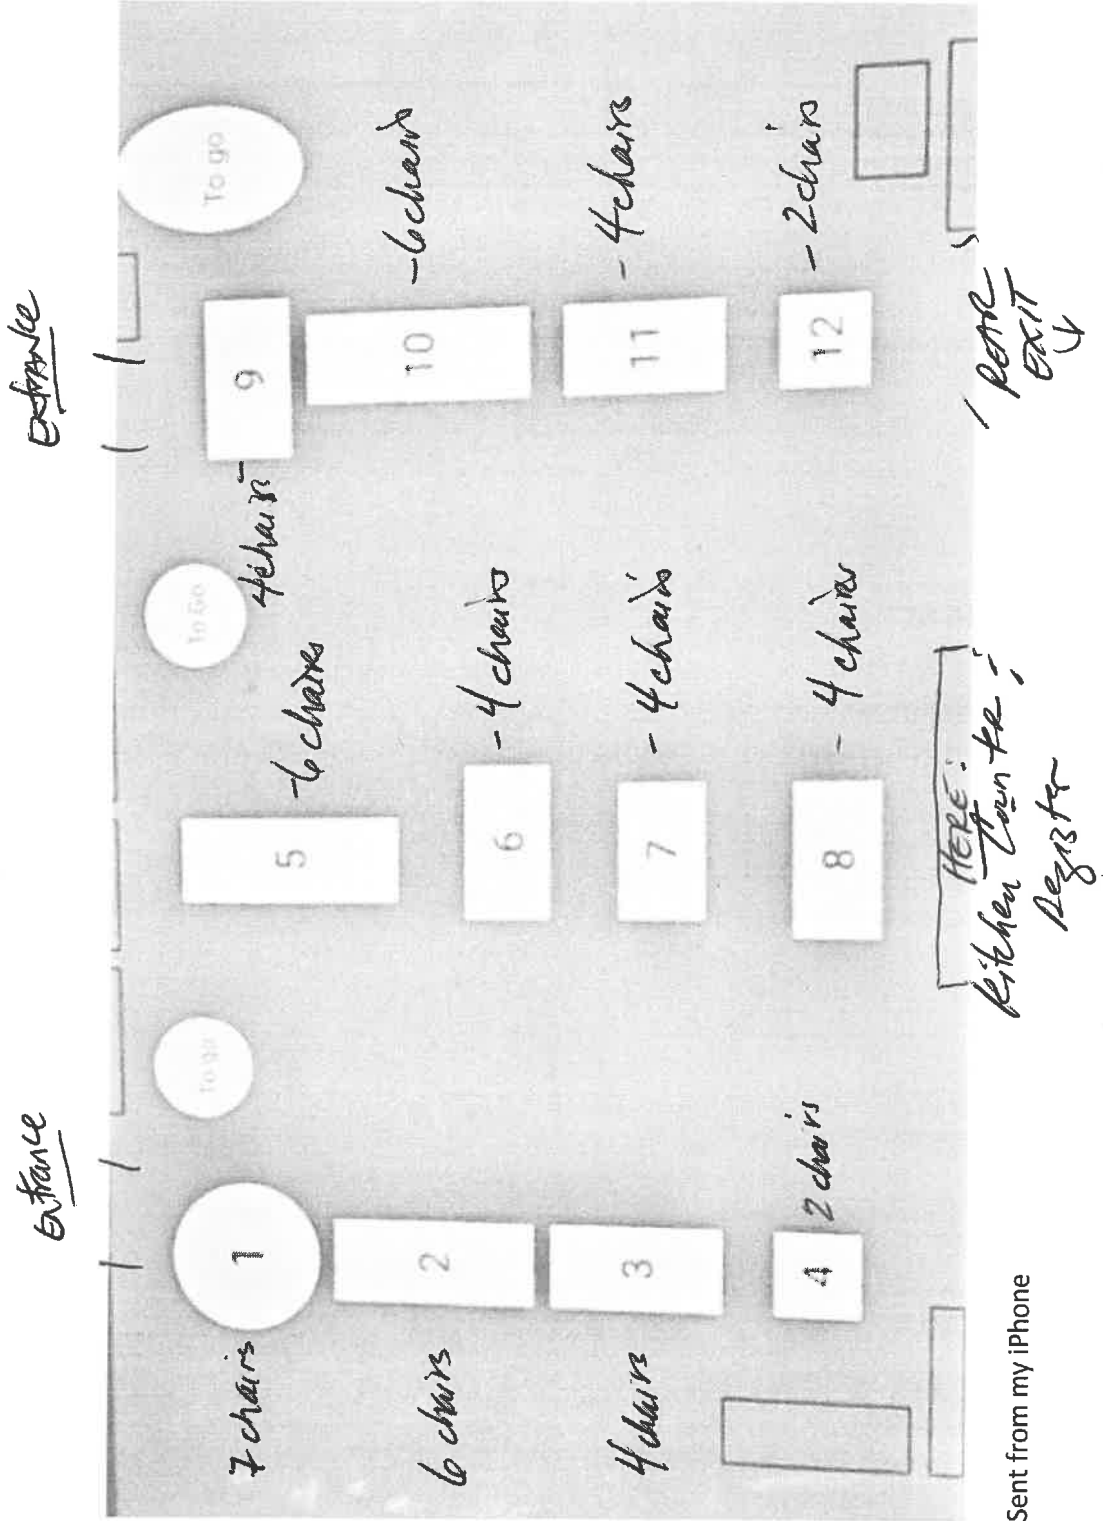 Entrance
Entrance
To go
To Go
To go
1
7 chairs
5
-6 chaires
9
4 chairs-
2
6 chairs
6
- 4 chairs
10
-6 chairs
3
4 chairs
7
- 4 chairs
11
- 4 chairs
4
2 chairs
8
- 4 chaires
12
- 2 chairs
HERE:
Kitchen Counter;
Register
REAR
EXIT
Sent from my iPhone